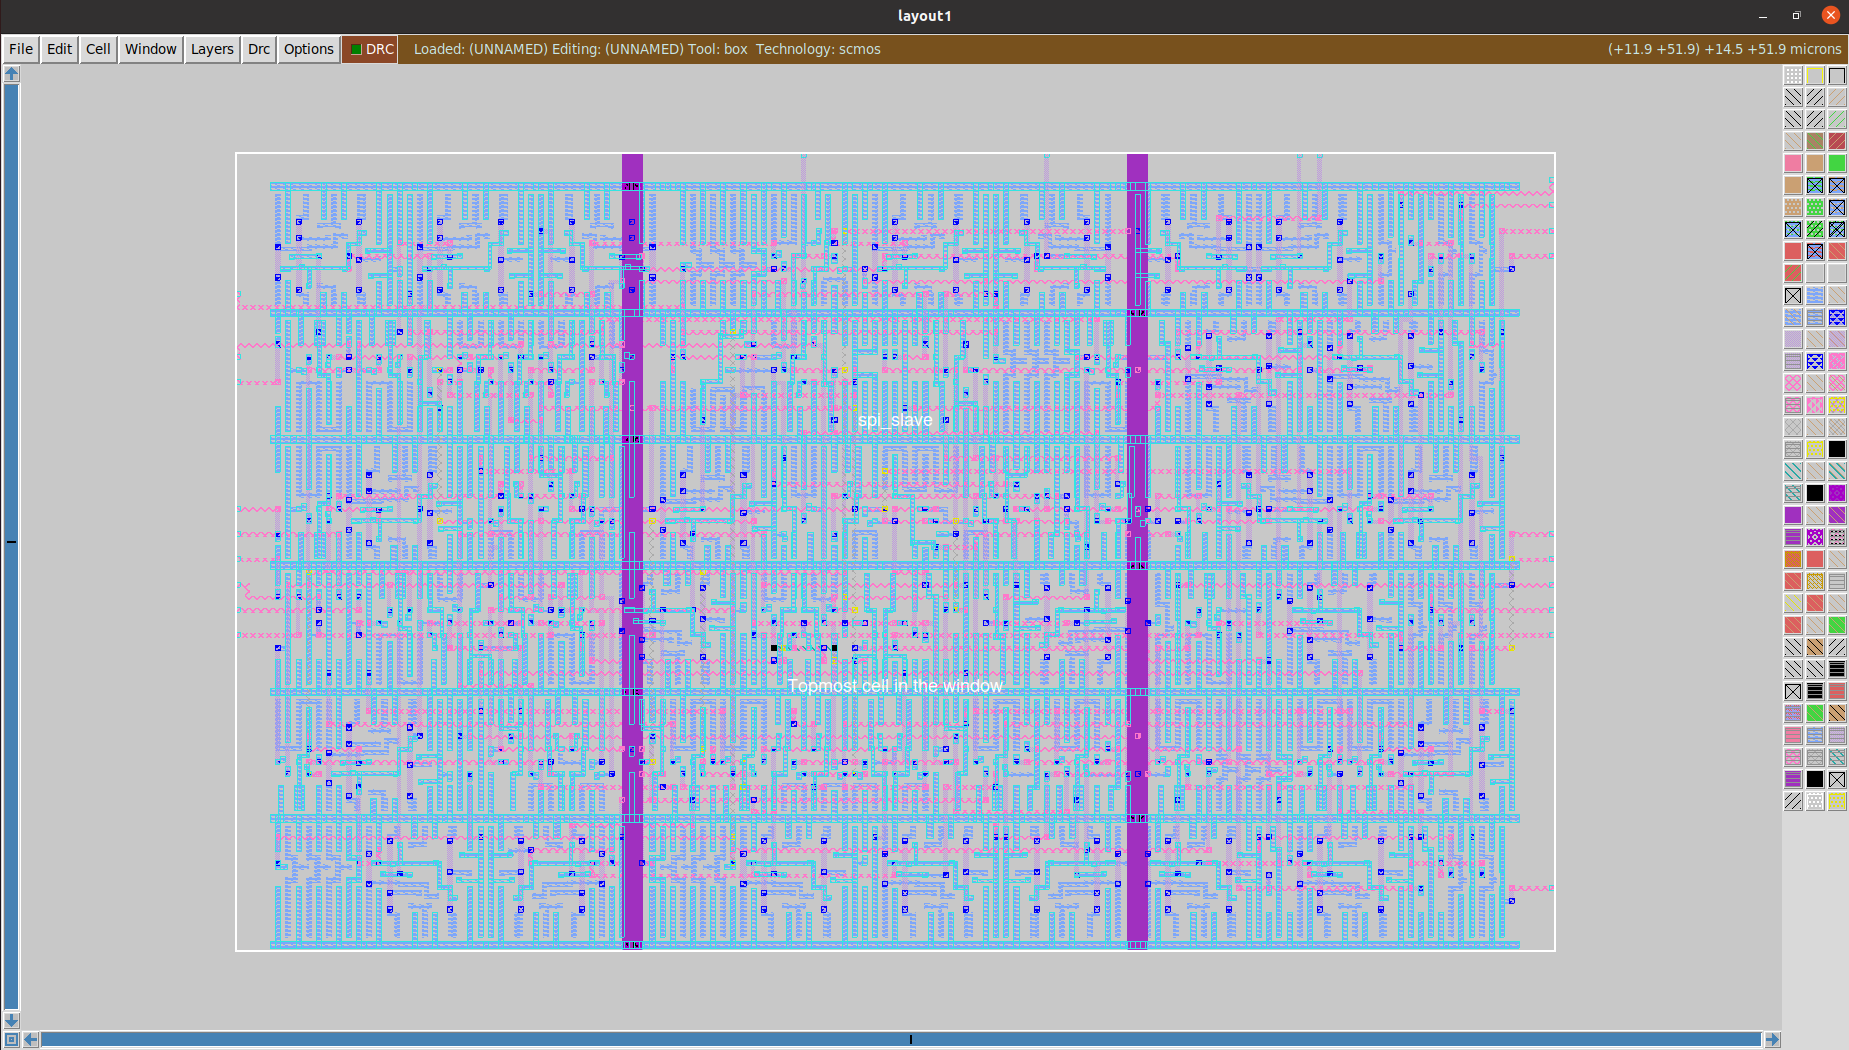 layout1
File Edit Cell Window Layers Drc Options DRC Loaded: (UNNAMED) Editing: (UNNAMED) Tool: box Technology: scmos (+11.9 +51.9) +14.5 +51.9 microns
spi_slave
Topmost cell in the window